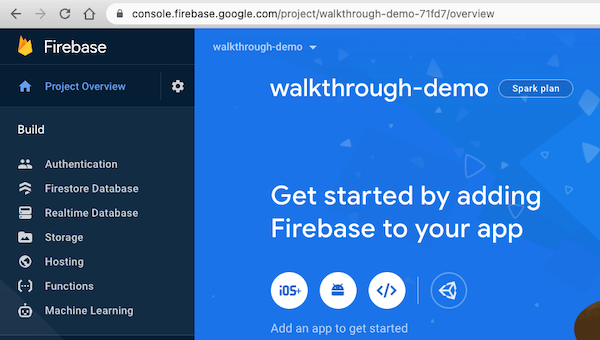 console.firebase.google.com/project/walkthrough-demo-71fd7/overview
Firebase
walkthrough-demo
Project Overview
walkthrough-demo
Spark plan
Build
Authentication
Firestore Database
Realtime Database
Storage
Hosting
Functions
Machine Learning
Get started by adding
Firebase to your app
iOS+
Add an app to get started